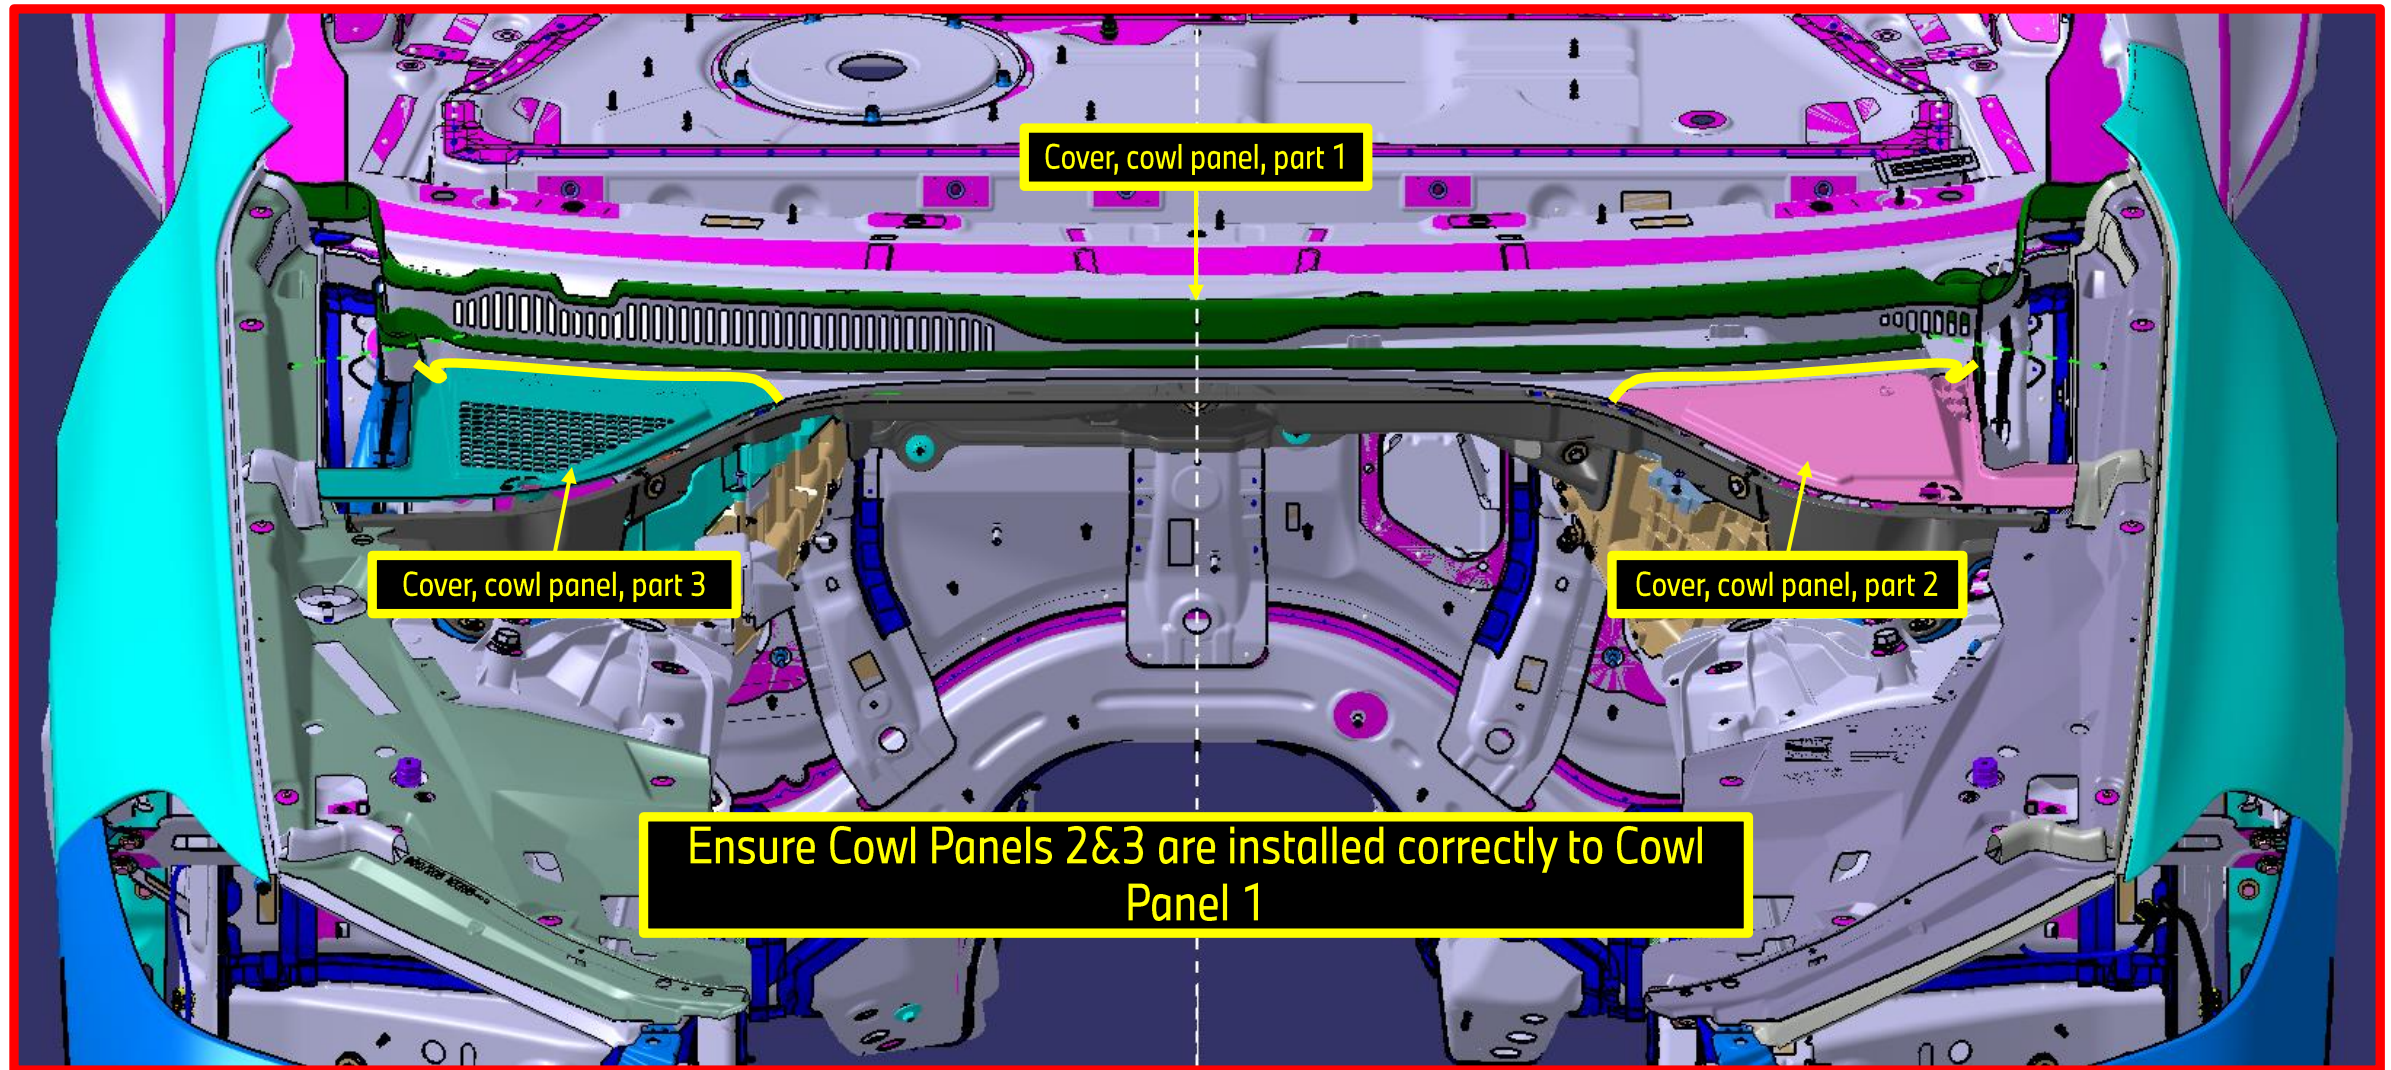 Cover, cowl panel, part 1
Cover, cowl panel, part 3
Cover, cowl panel, part 2
Ensure Cowl Panels 2&3 are installed correctly to Cowl
Panel 1